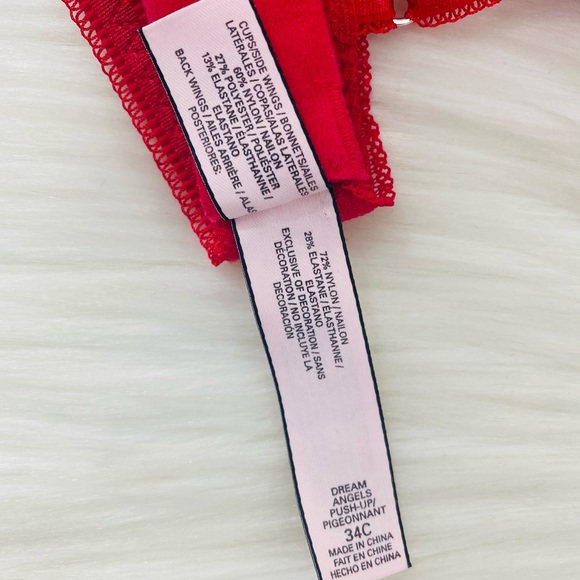 CUPS/SIDE WINGS / BONNETS/AILES
LATÉRALES / COPAS/ALAS LATERALES
60% NYLON / NAILON
27% POLYESTER / POLIÉSTER
13% ELASTANE / ÉLASTHANNE /
ELASTANO
BACK WINGS / AILES ARRIÈRE / ALAS
POSTERIORES:
72% NYLON / NAILON
28% ELASTANE / ÉLASTHANNE /
ELASTANO
EXCLUSIVE OF DECORATION / SANS
DÉCORATION / NO INCLUYE LA
DECORACIÓN
DREAM
ANGELS
PUSH-UP/
PIGEONNANT
34C
MADE IN CHINA
FAIT EN CHINE
HECHO EN CHINA